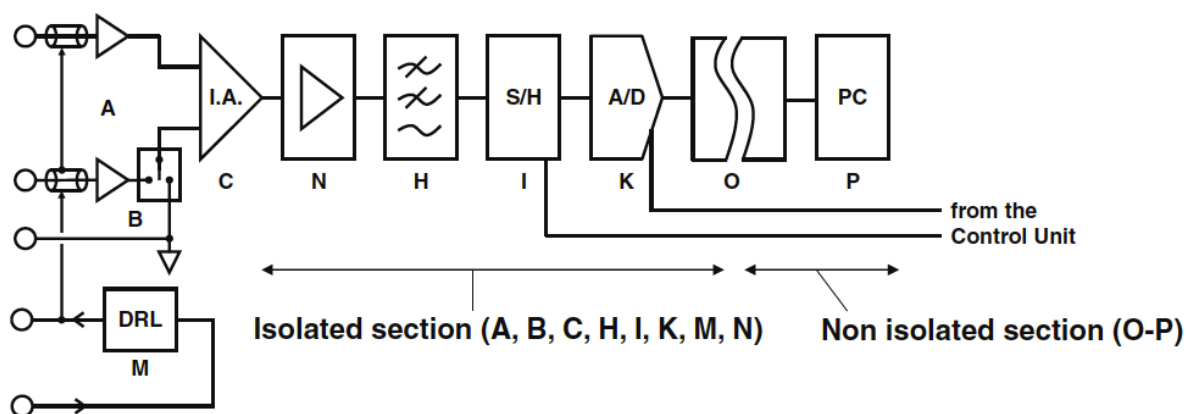 A
B
I.A.
C
N
H
S/H
I
A/D
K
O
PC
P
from the
Control Unit
DRL
M
Isolated section (A, B, C, H, I, K, M, N)
Non isolated section (O-P)